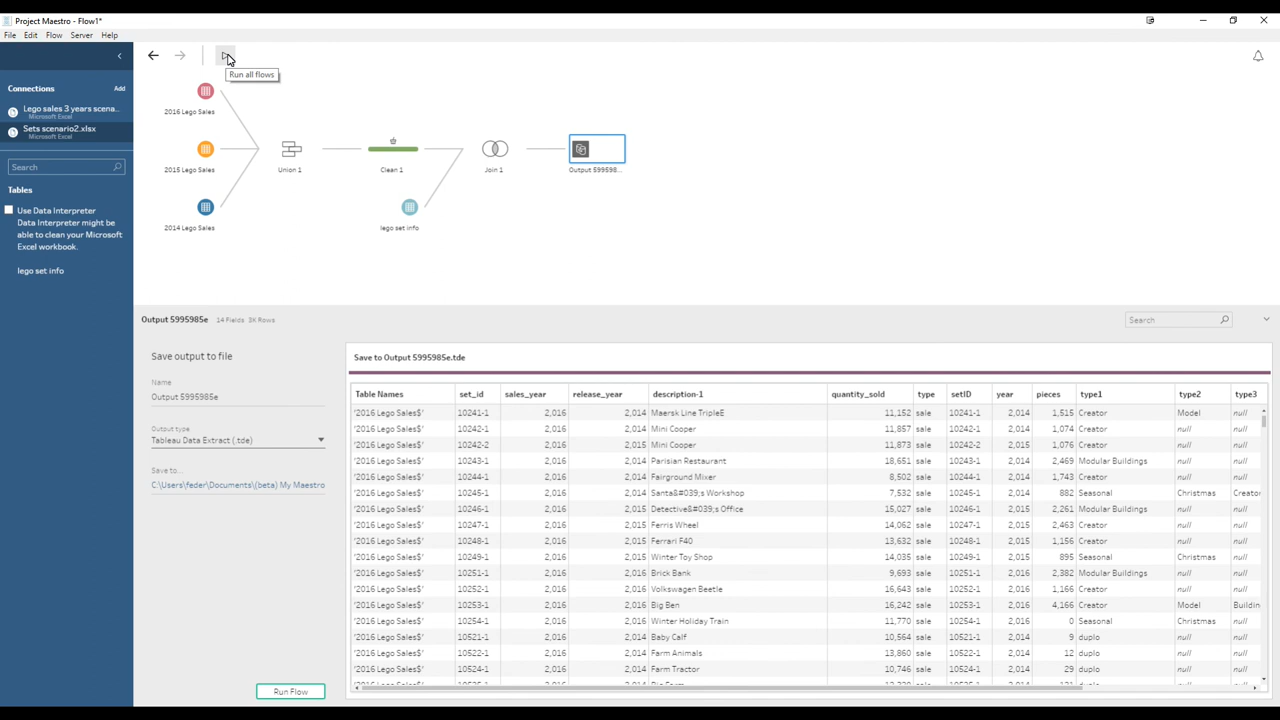 Project Maestro - Flow1*
File Edit Flow Server Help
Run all flows
Connections Add
Lego sales 3 years scena...
Microsoft Excel
Sets scenario2.xlsx
Microsoft Excel
Search
Tables
Use Data Interpreter
Data Interpreter might be
able to clean your Microsoft
Excel workbook.
lego set info
2016 Lego Sales
2015 Lego Sales
Union 1
Clean 1
Join 1
Output 599598...
2014 Lego Sales
lego set info
Output 5995985e 14 Fields 1K Rows
Search
Save output to file
Name
Output 5995985e
Output type
Tableau Data Extract (.tde)
Save to...
C:\Users\feder\Documents\(beta) My Maestro
Run Flow
Save to Output 5995985e.tde
Table Names set_id sales_year release_year description-1 quantity_sold type setID year pieces type1 type2 type3
'2016 Lego Sales$' 10241-1 2,016 2,014 Maersk Line TripleE 11,152 sale 10241-1 2,014 1,515 Creator Model null
'2016 Lego Sales$' 10242-1 2,016 2,014 Mini Cooper 11,857 sale 10242-1 2,014 1,074 Creator null null
'2016 Lego Sales$' 10242-2 2,016 2,015 Mini Cooper 11,873 sale 10242-2 2,015 1,076 Creator null null
'2016 Lego Sales$' 10243-1 2,016 2,014 Parisian Restaurant 18,651 sale 10243-1 2,014 2,469 Modular Buildings null null
'2016 Lego Sales$' 10244-1 2,016 2,014 Fairground Mixer 8,502 sale 10244-1 2,014 1,743 Creator null null
'2016 Lego Sales$' 10245-1 2,016 2,014 Santa&#039;s Workshop 7,532 sale 10245-1 2,014 882 Seasonal Christmas Creator
'2016 Lego Sales$' 10246-1 2,016 2,015 Detective&#039;s Office 15,027 sale 10246-1 2,015 2,261 Modular Buildings null null
'2016 Lego Sales$' 10247-1 2,016 2,015 Ferris Wheel 14,062 sale 10247-1 2,015 2,463 Creator null null
'2016 Lego Sales$' 10248-1 2,016 2,015 Ferrari F40 13,632 sale 10248-1 2,015 1,156 Creator null null
'2016 Lego Sales$' 10249-1 2,016 2,015 Winter Toy Shop 14,035 sale 10249-1 2,015 895 Seasonal Christmas null
'2016 Lego Sales$' 10251-1 2,016 2,016 Brick Bank 9,693 sale 10251-1 2,016 2,382 Modular Buildings null null
'2016 Lego Sales$' 10252-1 2,016 2,016 Volkswagen Beetle 16,643 sale 10252-1 2,016 1,166 Creator null null
'2016 Lego Sales$' 10253-1 2,016 2,016 Big Ben 16,242 sale 10253-1 2,016 4,166 Creator Model Buildin
'2016 Lego Sales$' 10254-1 2,016 2,016 Winter Holiday Train 11,770 sale 10254-1 2,016 0 Seasonal Christmas null
'2016 Lego Sales$' 10521-1 2,016 2,014 Baby Calf 10,564 sale 10521-1 2,014 9 duplo null null
'2016 Lego Sales$' 10522-1 2,016 2,014 Farm Animals 13,860 sale 10522-1 2,014 12 duplo null null
'2016 Lego Sales$' 10524-1 2,016 2,014 Farm Tractor 10,746 sale 10524-1 2,014 29 duplo null null